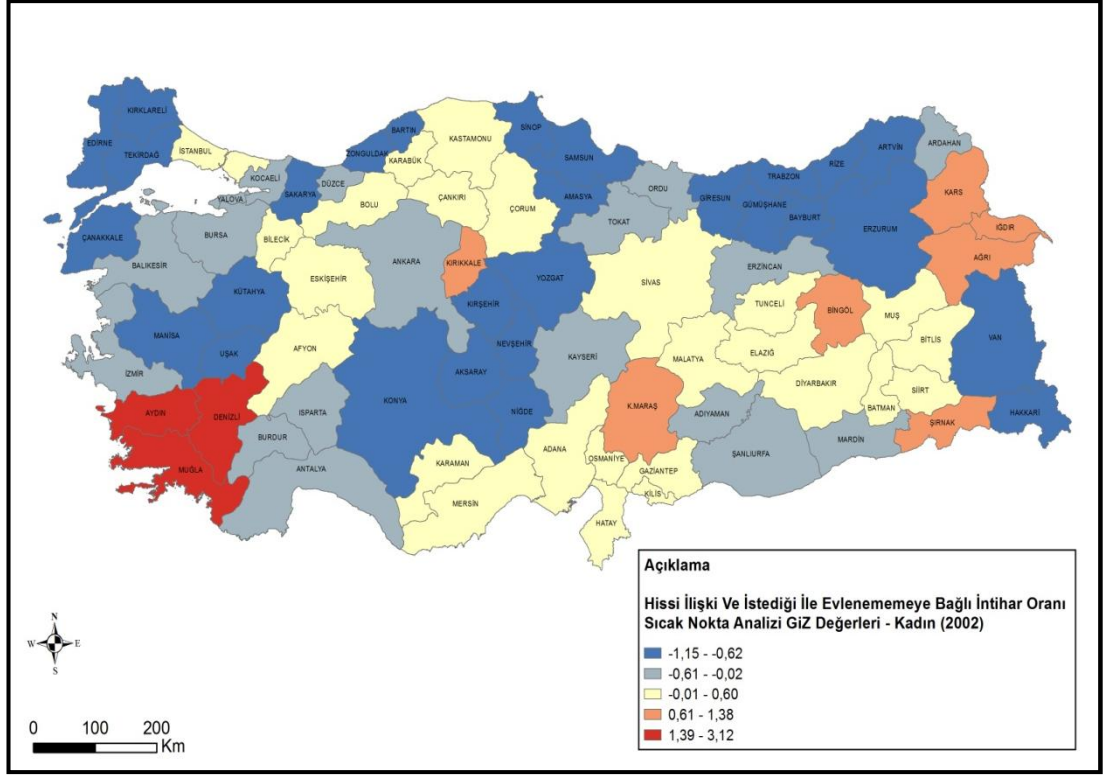 KIRKLARELİ
EDİRNE
TEKİRDAĞ
İSTANBUL
KOCAELİ
YALOVA
SAKARYA
DÜZCE
ZONGULDAK
BARTIN
KARABÜK
KASTAMONU
SİNOP
SAMSUN
BOLU
ÇANKIRI
ÇORUM
AMASYA
ORDU
TOKAT
GİRESUN
TRABZON
GÜMÜŞHANE
BAYBURT
RİZE
ARTVİN
ARDAHAN
KARS
IĞDIR
AĞRI
ERZURUM
ERZİNCAN
ÇANAKKALE
BALIKESİR
BURSA
BİLECİK
ESKİŞEHİR
ANKARA
KIRIKKALE
YOZGAT
KIRŞEHİR
SİVAS
TUNCELİ
BİNGÖL
MUŞ
BİTLİS
VAN
KÜTAHYA
MANİSA
UŞAK
AFYON
İZMİR
NEVŞEHİR
AKSARAY
KAYSERİ
MALATYA
ELAZIĞ
DİYARBAKIR
SİİRT
BATMAN
ŞIRNAK
HAKKARİ
AYDIN
DENİZLİ
ISPARTA
BURDUR
KONYA
NİĞDE
K.MARAŞ
ADIYAMAN
MARDİN
ŞANLIURFA
MUĞLA
ANTALYA
KARAMAN
MERSİN
ADANA
OSMANİYE
GAZİANTEP
KİLİS
HATAY
Açıklama
Hissi İlişki Ve İstediği İle Evlenememeye Bağlı İntihar Oranı
Sıcak Nokta Analizi GiZ Değerleri - Kadın (2002)
-1,15 - -0,62
-0,61 - -0,02
-0,01 - 0,60
0,61 - 1,38
1,39 - 3,12
N
W E
S
0 100 200
Km